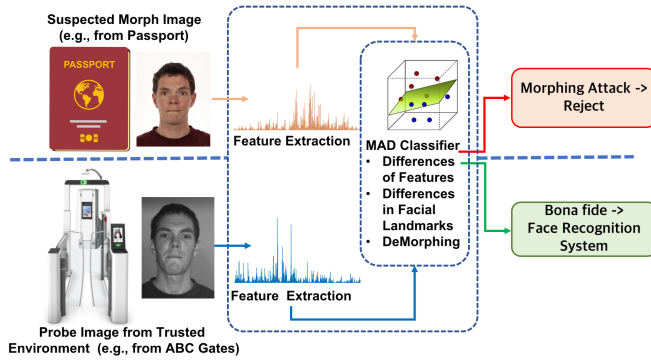 Suspected Morph Image
(e.g., from Passport)
PASSPORT
Feature Extraction
MAD Classifier
• Differences
of Features
• Differences
in Facial
Landmarks
• DeMorphing
Morphing Attack ->
Reject
Bona fide ->
Face Recognition
System
Feature Extraction
Probe Image from Trusted
Environment (e.g., from ABC Gates)